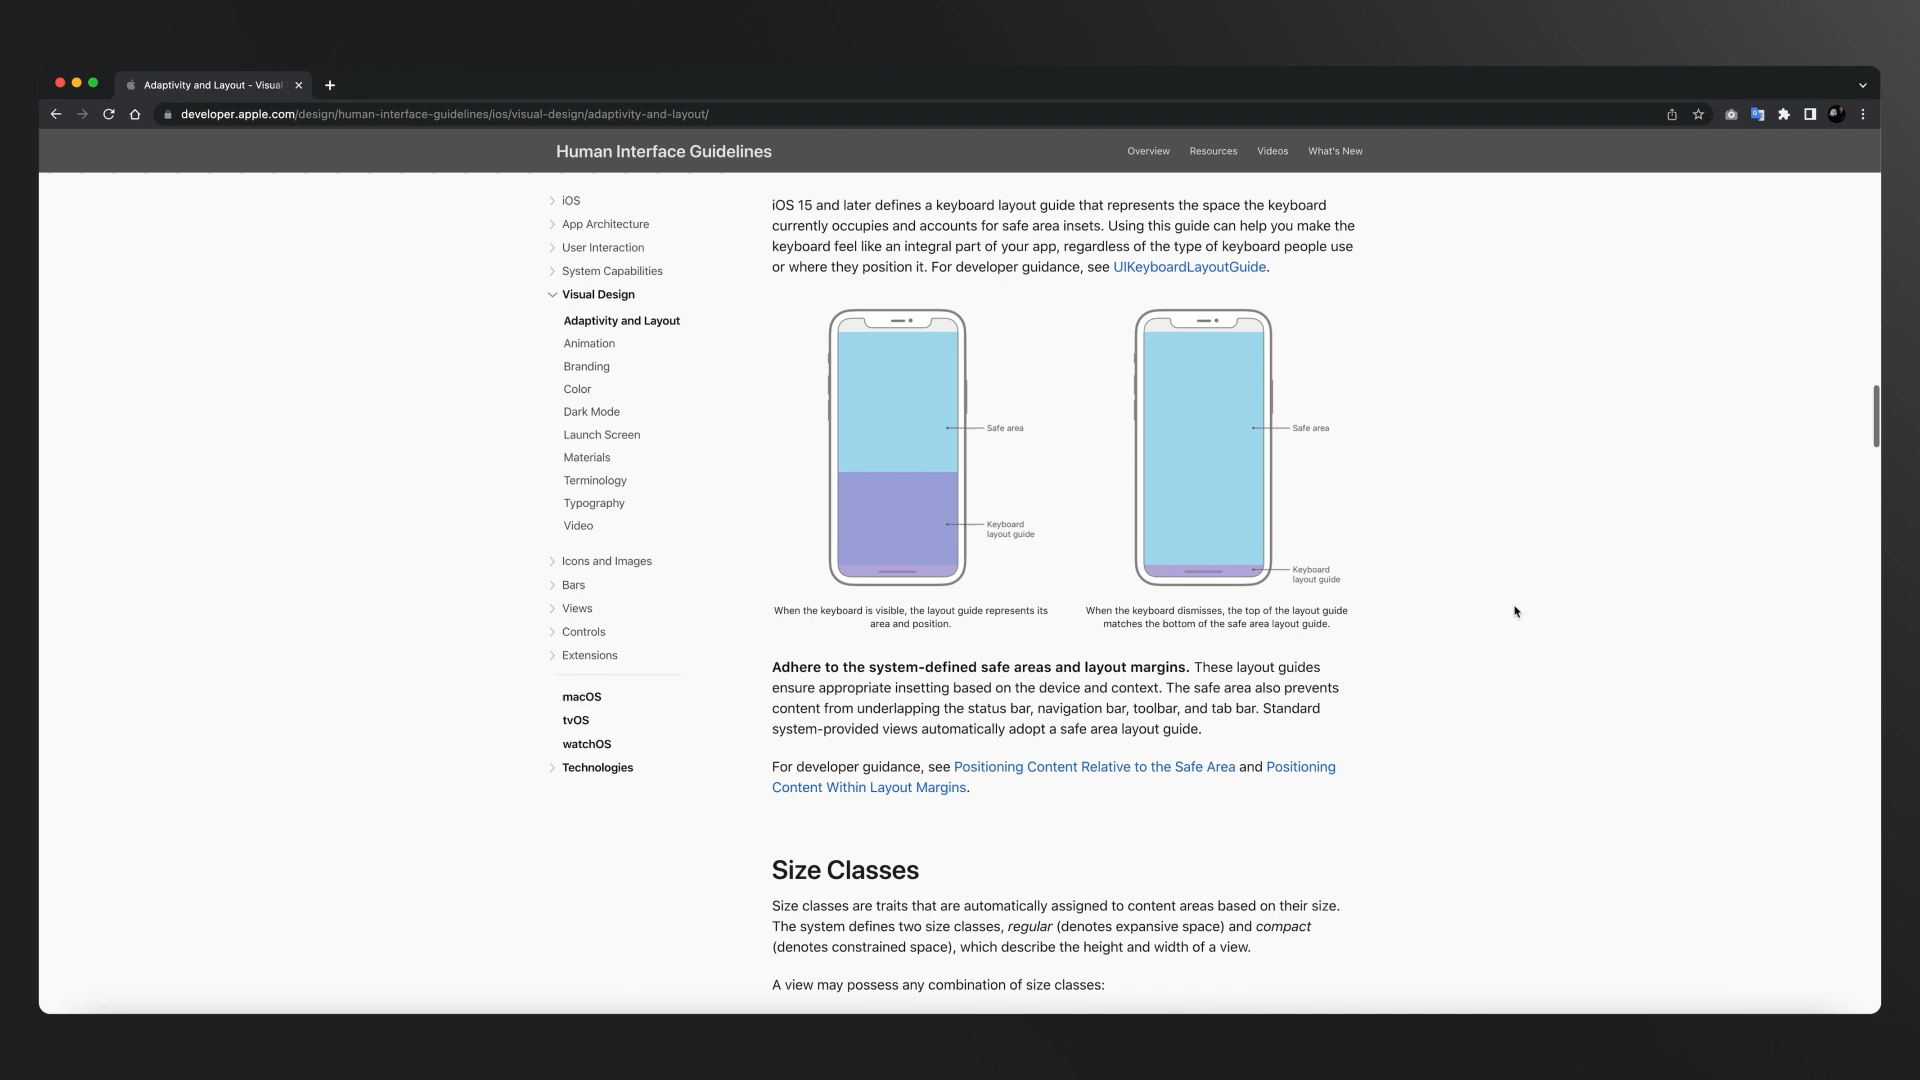 Adaptivity and Layout - Visual
developer.apple.com/design/human-interface-guidelines/ios/visual-design/adaptivity-and-layout/
Human Interface Guidelines
Overview
Resources
Videos
What's New
iOS
App Architecture
User Interaction
System Capabilities
Visual Design
Adaptivity and Layout
Animation
Branding
Color
Dark Mode
Launch Screen
Materials
Terminology
Typography
Video
Icons and Images
Bars
Views
Controls
Extensions
macOS
tvOS
watchOS
Technologies
iOS 15 and later defines a keyboard layout guide that represents the space the keyboard
currently occupies and accounts for safe area insets. Using this guide can help you make the
keyboard feel like an integral part of your app, regardless of the type of keyboard people use
or where they position it. For developer guidance, see UIKeyboardLayoutGuide.
Safe area
Keyboard
layout guide
When the keyboard is visible, the layout guide represents its
area and position.
Safe area
Keyboard
layout guide
When the keyboard dismisses, the top of the layout guide
matches the bottom of the safe area layout guide.
Adhere to the system-defined safe areas and layout margins. These layout guides
ensure appropriate insetting based on the device and context. The safe area also prevents
content from underlapping the status bar, navigation bar, toolbar, and tab bar. Standard
system-provided views automatically adopt a safe area layout guide.
For developer guidance, see Positioning Content Relative to the Safe Area and Positioning
Content Within Layout Margins.
Size Classes
Size classes are traits that are automatically assigned to content areas based on their size.
The system defines two size classes, regular (denotes expansive space) and compact
(denotes constrained space), which describe the height and width of a view.
A view may possess any combination of size classes: